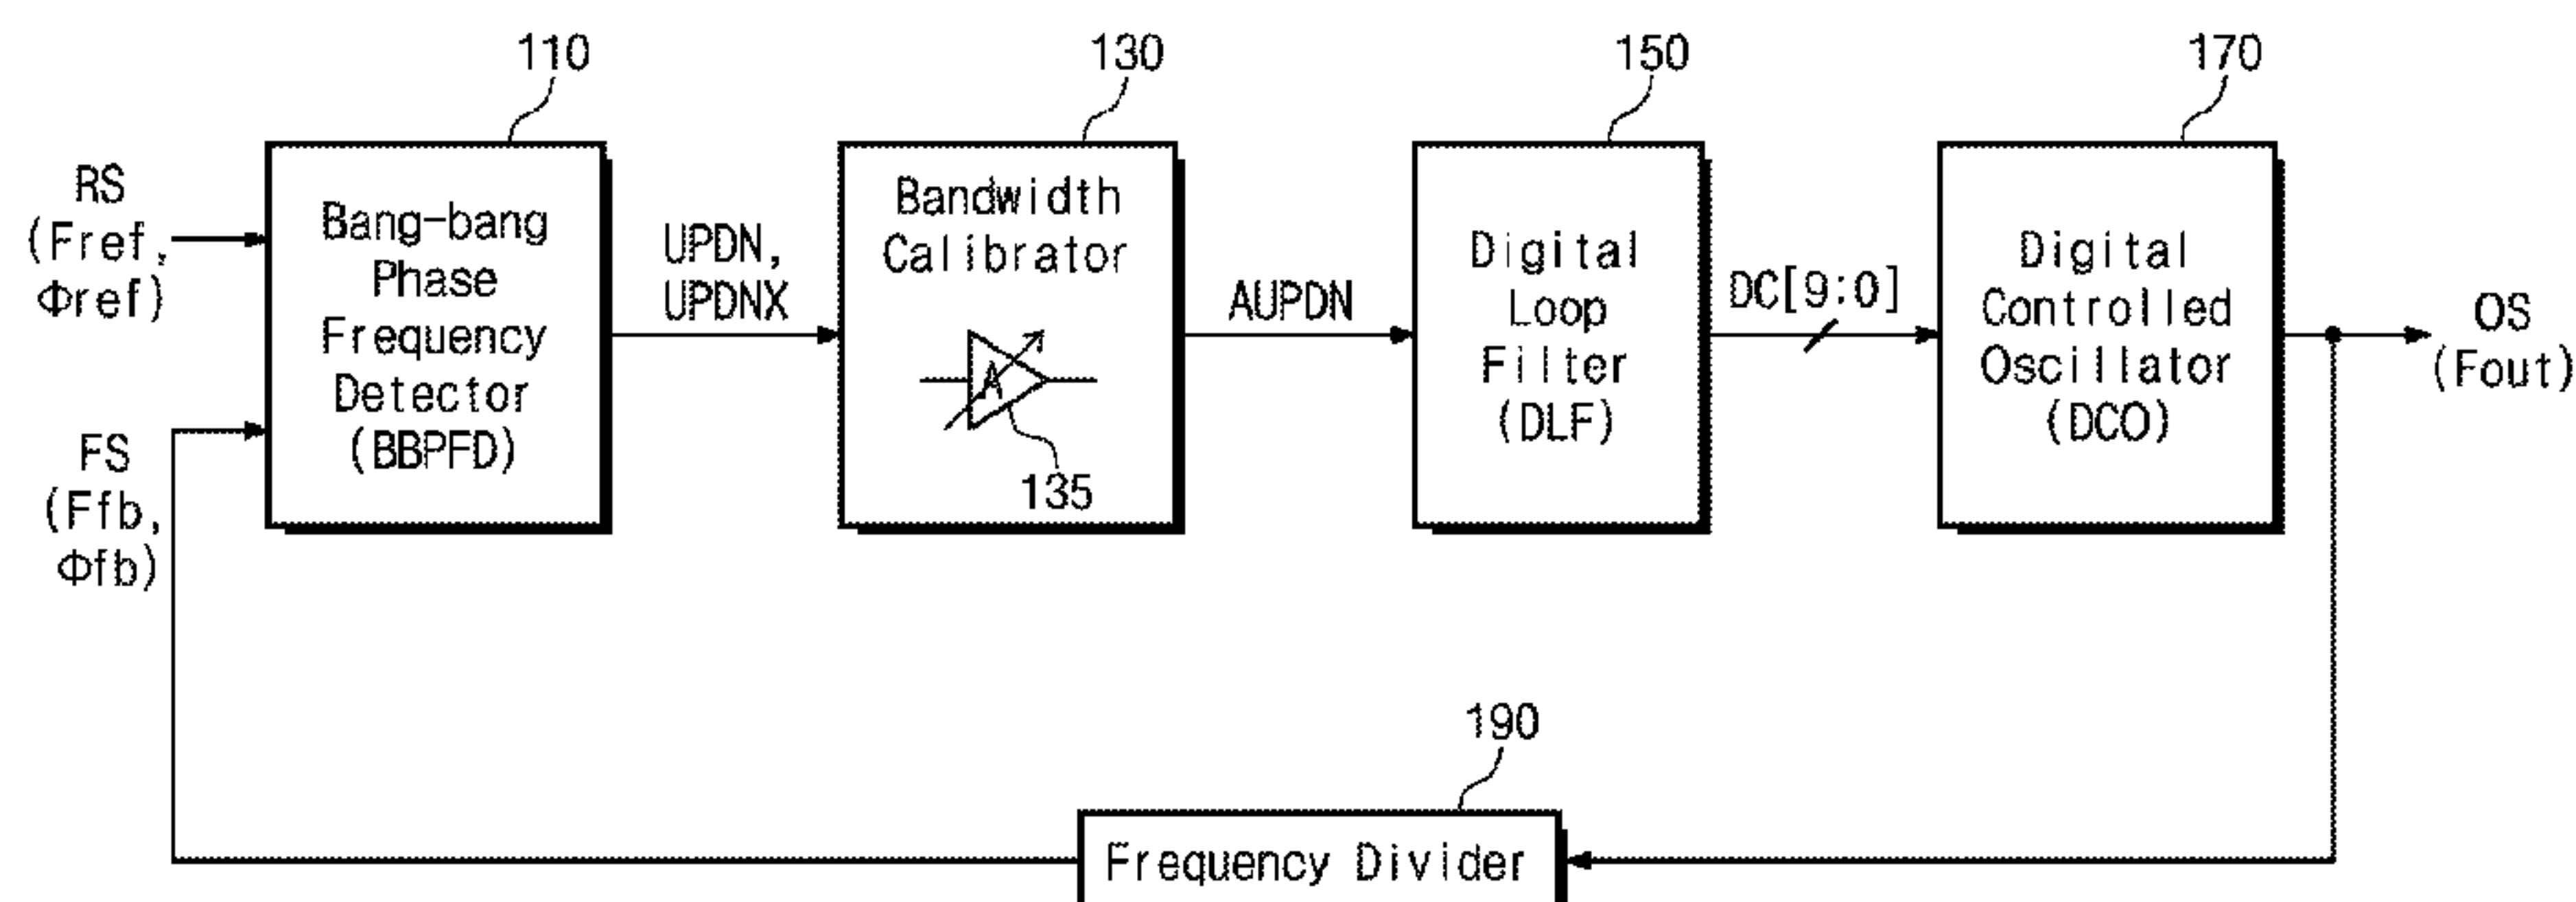 110
130
150
170
RS
(Fref,
Φref)
FS
(Ffb,
Φfb)
Bang-bang
Phase
Frequency
Detector
(BBPFD)
UPDN,
UPDNX
Bandwidth
Calibrator
A
135
AUPDN
Digital
Loop
Filter
(DLF)
DC[9:0]
Digital
Controlled
Oscillator
(DCO)
OS
(Fout)
190
Frequency Divider